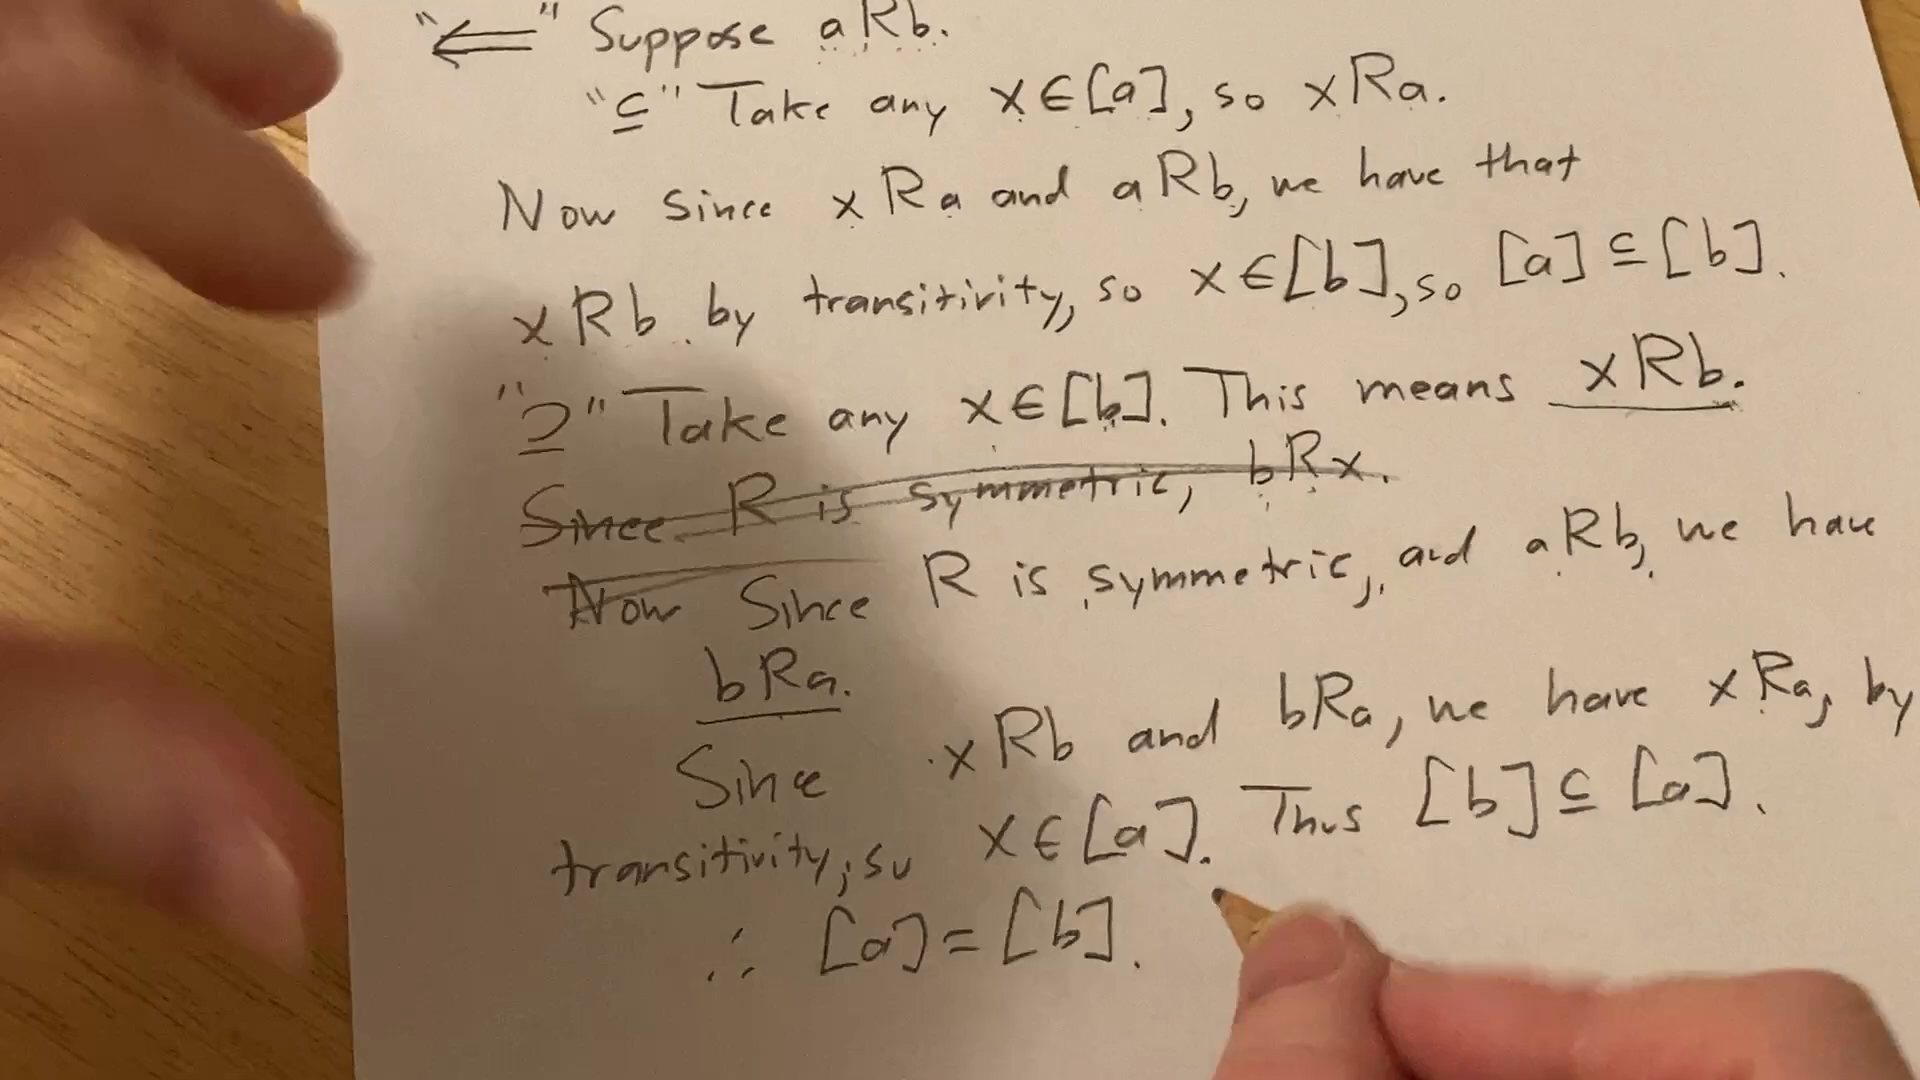 "⇐" Suppose aRb.
"⊆" Take any x∈[a], so xRa.
Now since xRa and aRb, we have that
xRb by transitivity, so x∈[b], so [a]⊆[b].
"⊇" Take any x∈[b]. This means xRb.
Since R is symmetric, bRx.
Now Since R is symmetric, and aRb, we have
bRa.
Since xRb and bRa, we have xRa, by
transitivity, so x∈[a]. Thus [b]⊆[a].
∴ [a]=[b].